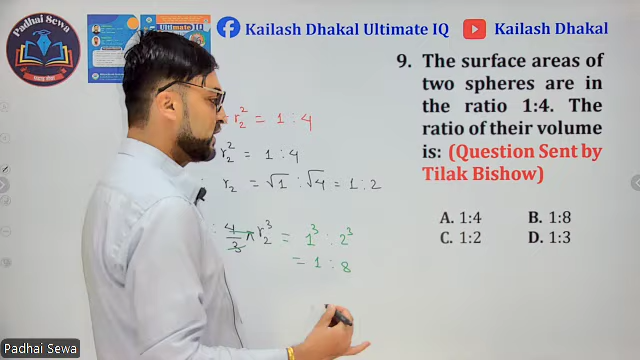 Padhai Sewa
Ultimate IQ
Kailash Dhakal Ultimate IQ
Kailash Dhakal
9. The surface areas of
two spheres are in
the ratio 1:4. The
ratio of their volume
is: (Question Sent by
Tilak Bishow)
A. 1:4 B. 1:8
C. 1:2 D. 1:3
r₂² = 1 : 4
r₂² = 1 : 4
r₂ = √1 : √4 = 1 : 2
: 4/3 π r₂³ = 1³ : 2³
= 1 : 8
Padhai Sewa